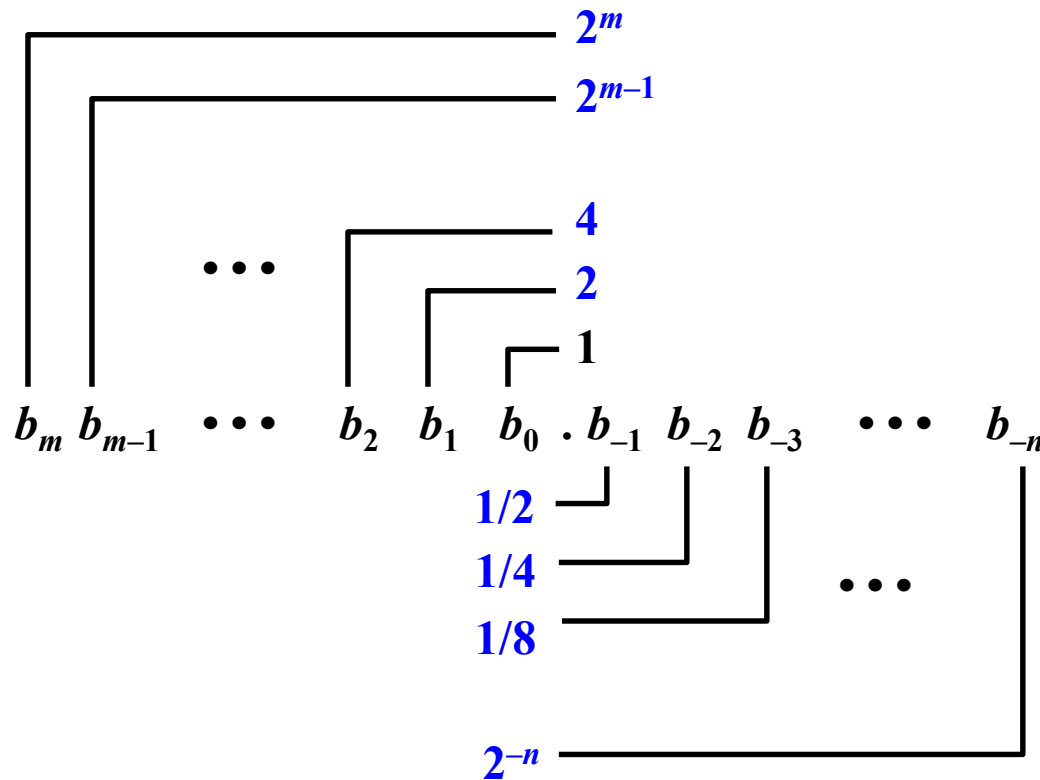 2^m
2^{m–1}
4
•••
2
1
b_m b_{m–1} ••• b_2 b_1 b_0 . b_{–1} b_{–2} b_{–3} ••• b_{–n}
1/2
1/4
•••
1/8
2^{–n}